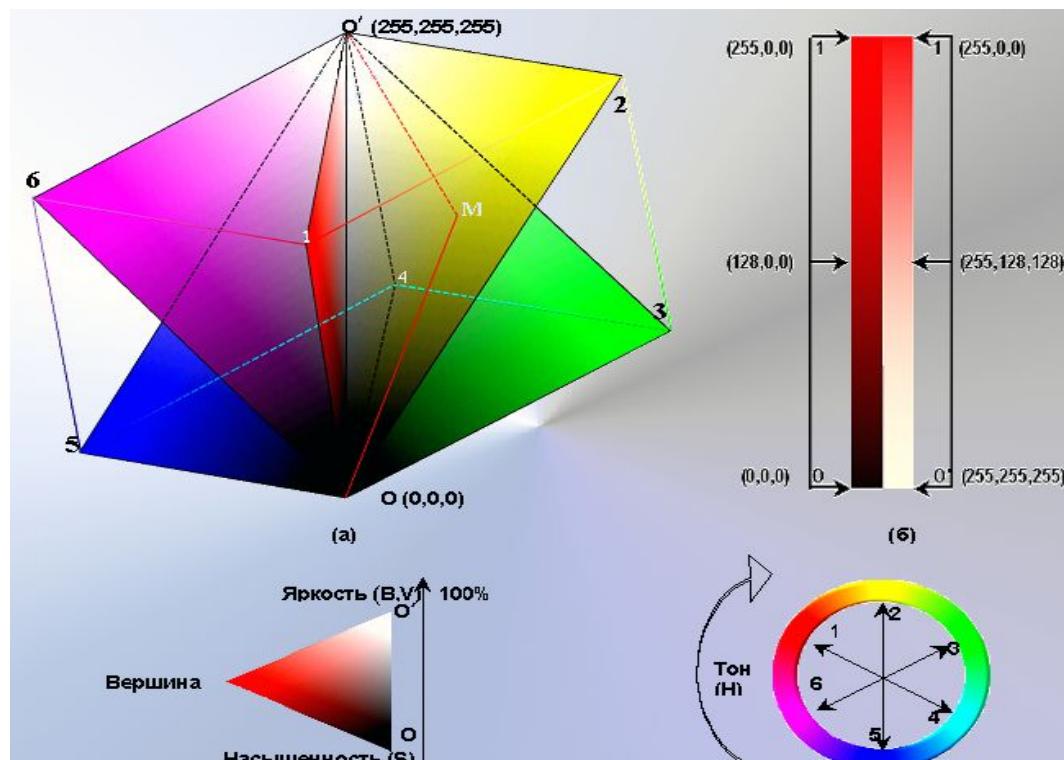 O′ (255,255,255)
2
6
1
M
4
3
5
O (0,0,0)
(а)
(255,0,0)
1
1
(255,0,0)
(128,0,0)
(255,128,128)
(0,0,0)
0
0'
(255,255,255)
(б)
Яркость (B,V)
100%
O′
Вершина
O
Насыщенность (S)
Тон
(H)
1
2
3
4
5
6